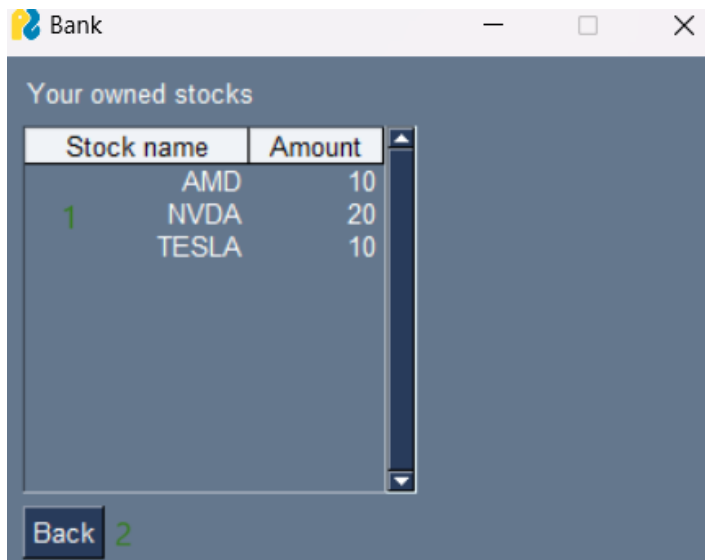 Bank
Your owned stocks
Stock name Amount
AMD 10
1 NVDA 20
TESLA 10
Back 2